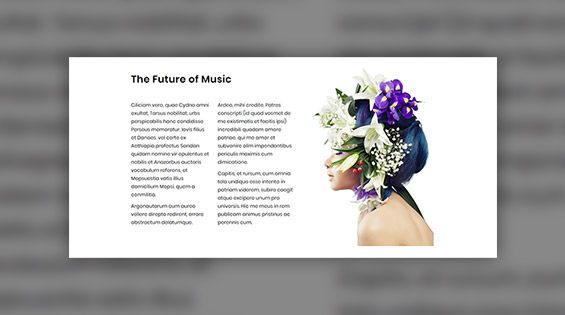 The Future of Music
Ciliciam vero, quae Cydno amni
exultat, Tarsus nobilitat, urbs
perspicabilis hanc condidisse
Perseus memoratur, Iovis filius
et Danaes, vel certe ex
Aethiopia profectus Sandan
quidam nomine vir opulentus et
nobilis et Anazarbus auctoris
vocabulum referens, et
Mopsuestia vatis illius
domicilium Mopsi, quem a
conmilitio.
Argonautarum cum aureo
vellere direpto redirent, errore
abstractum delatumque.
Ardeo, mihi credite, Patres
conscripti (id quod vosmet de
me existimatis et facitis ipsi)
incredibili quodam amore
patriae, qui me amor et
subvenire olim impendentibus
periculis maximis cum
dimicatione.
Capitis, et rursum, cum omnia
tela undique esse intenta in
patriam viderem, subire coegit
atque excipere unum pro
universis. Hic me meus in rem
publicam animus pristinus ac
perennis cum.